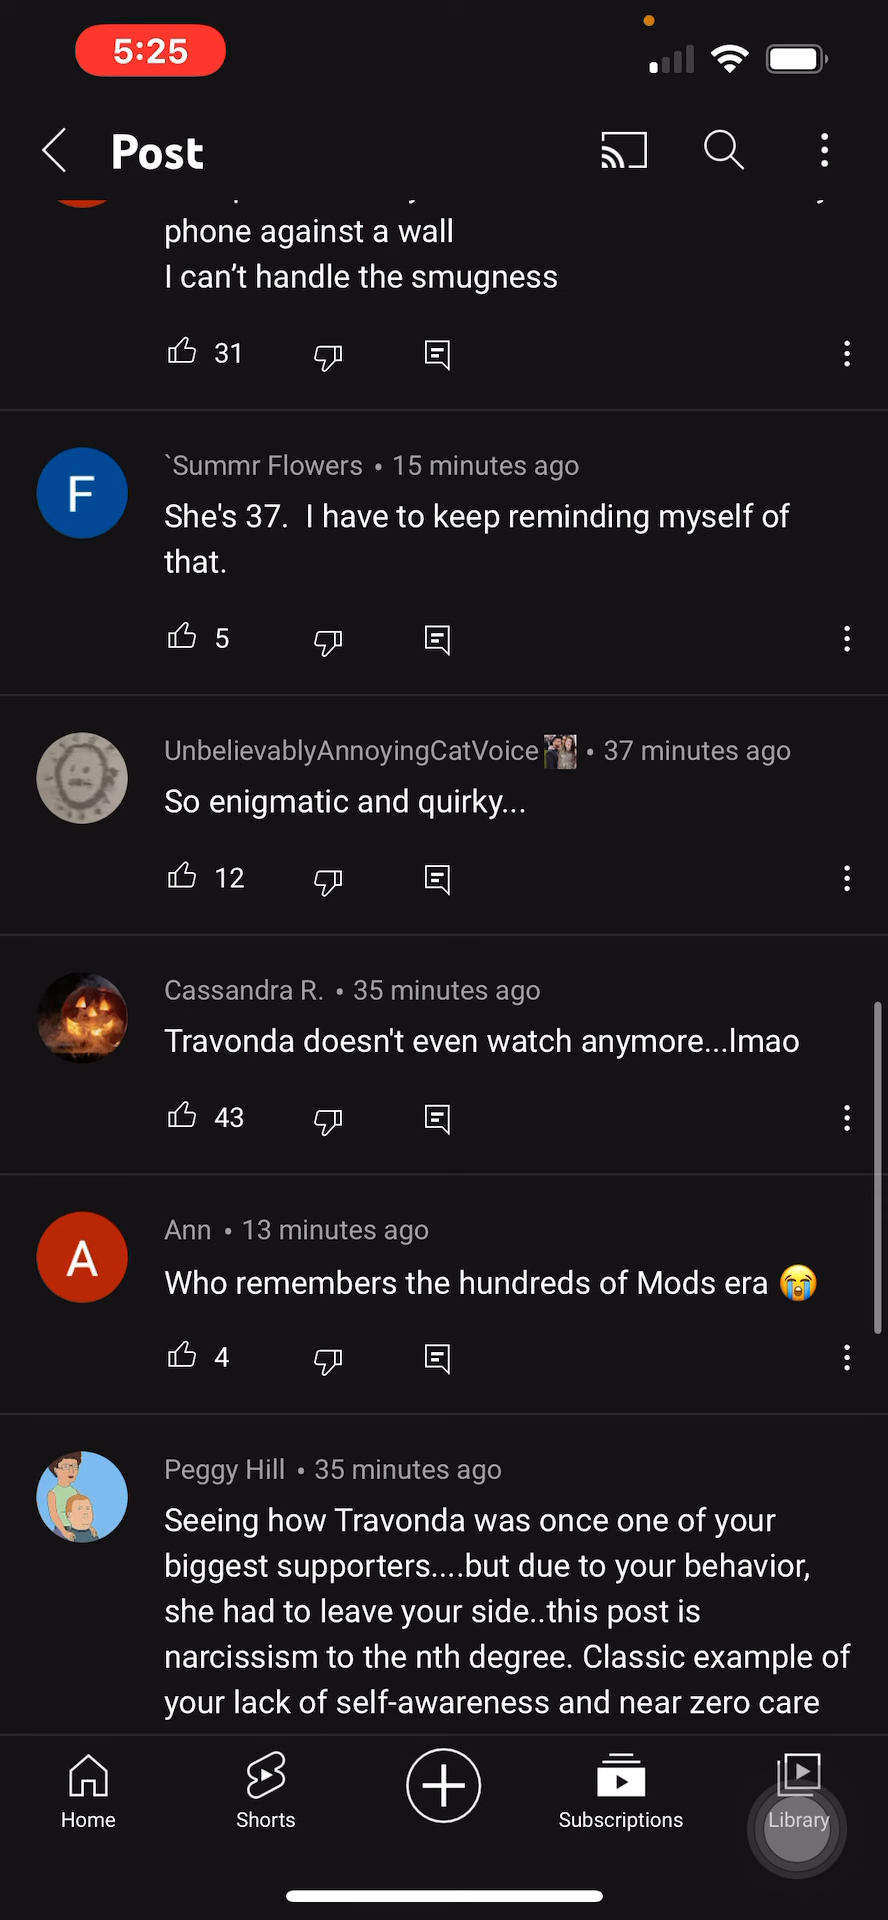 5:25
Post
phone against a wall
I can’t handle the smugness
31
F
`Summr Flowers • 15 minutes ago
She's 37.  I have to keep reminding myself of
that.
5
UnbelievablyAnnoyingCatVoice • 37 minutes ago
So enigmatic and quirky...
12
Cassandra R. • 35 minutes ago
Travonda doesn't even watch anymore...lmao
43
A
Ann • 13 minutes ago
Who remembers the hundreds of Mods era 😭
4
Peggy Hill • 35 minutes ago
Seeing how Travonda was once one of your
biggest supporters....but due to your behavior,
she had to leave your side..this post is
narcissism to the nth degree. Classic example of
your lack of self-awareness and near zero care
Home
Shorts
Subscriptions
Library